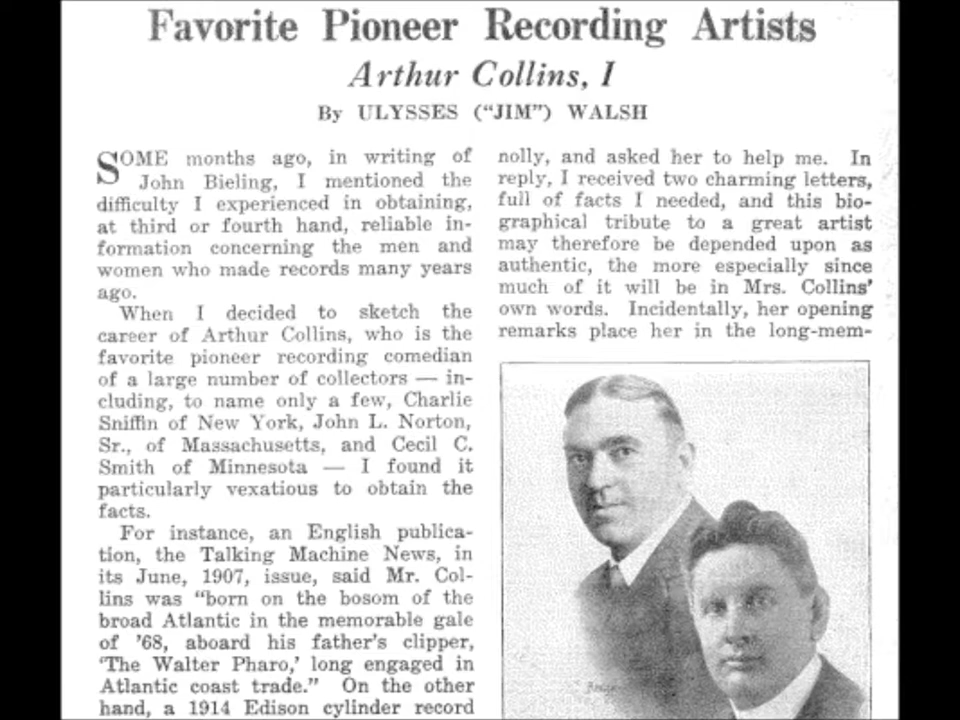 Favorite Pioneer Recording Artists
Arthur Collins, I
By ULYSSES ("JIM") WALSH
SOME months ago, in writing of
John Bieling, I mentioned the
difficulty I experienced in obtaining,
at third or fourth hand, reliable in-
formation concerning the men and
women who made records many years
ago.
When I decided to sketch the
career of Arthur Collins, who is the
favorite pioneer recording comedian
of a large number of collectors — in-
cluding, to name only a few, Charlie
Sniffin of New York, John L. Norton,
Sr., of Massachusetts, and Cecil C.
Smith of Minnesota — I found it
particularly vexatious to obtain the
facts.
For instance, an English publica-
tion, the Talking Machine News, in
its June, 1907, issue, said Mr. Col-
lins was "born on the bosom of the
broad Atlantic in the memorable gale
of '68, aboard his father's clipper,
'The Walter Pharo,' long engaged in
Atlantic coast trade." On the other
hand, a 1914 Edison cylinder record
nolly, and asked her to help me. In
reply, I received two charming letters,
full of facts I needed, and this bio-
graphical tribute to a great artist
may therefore be depended upon as
authentic, the more especially since
much of it will be in Mrs. Collins'
own words. Incidentally, her opening
remarks place her in the long-mem-